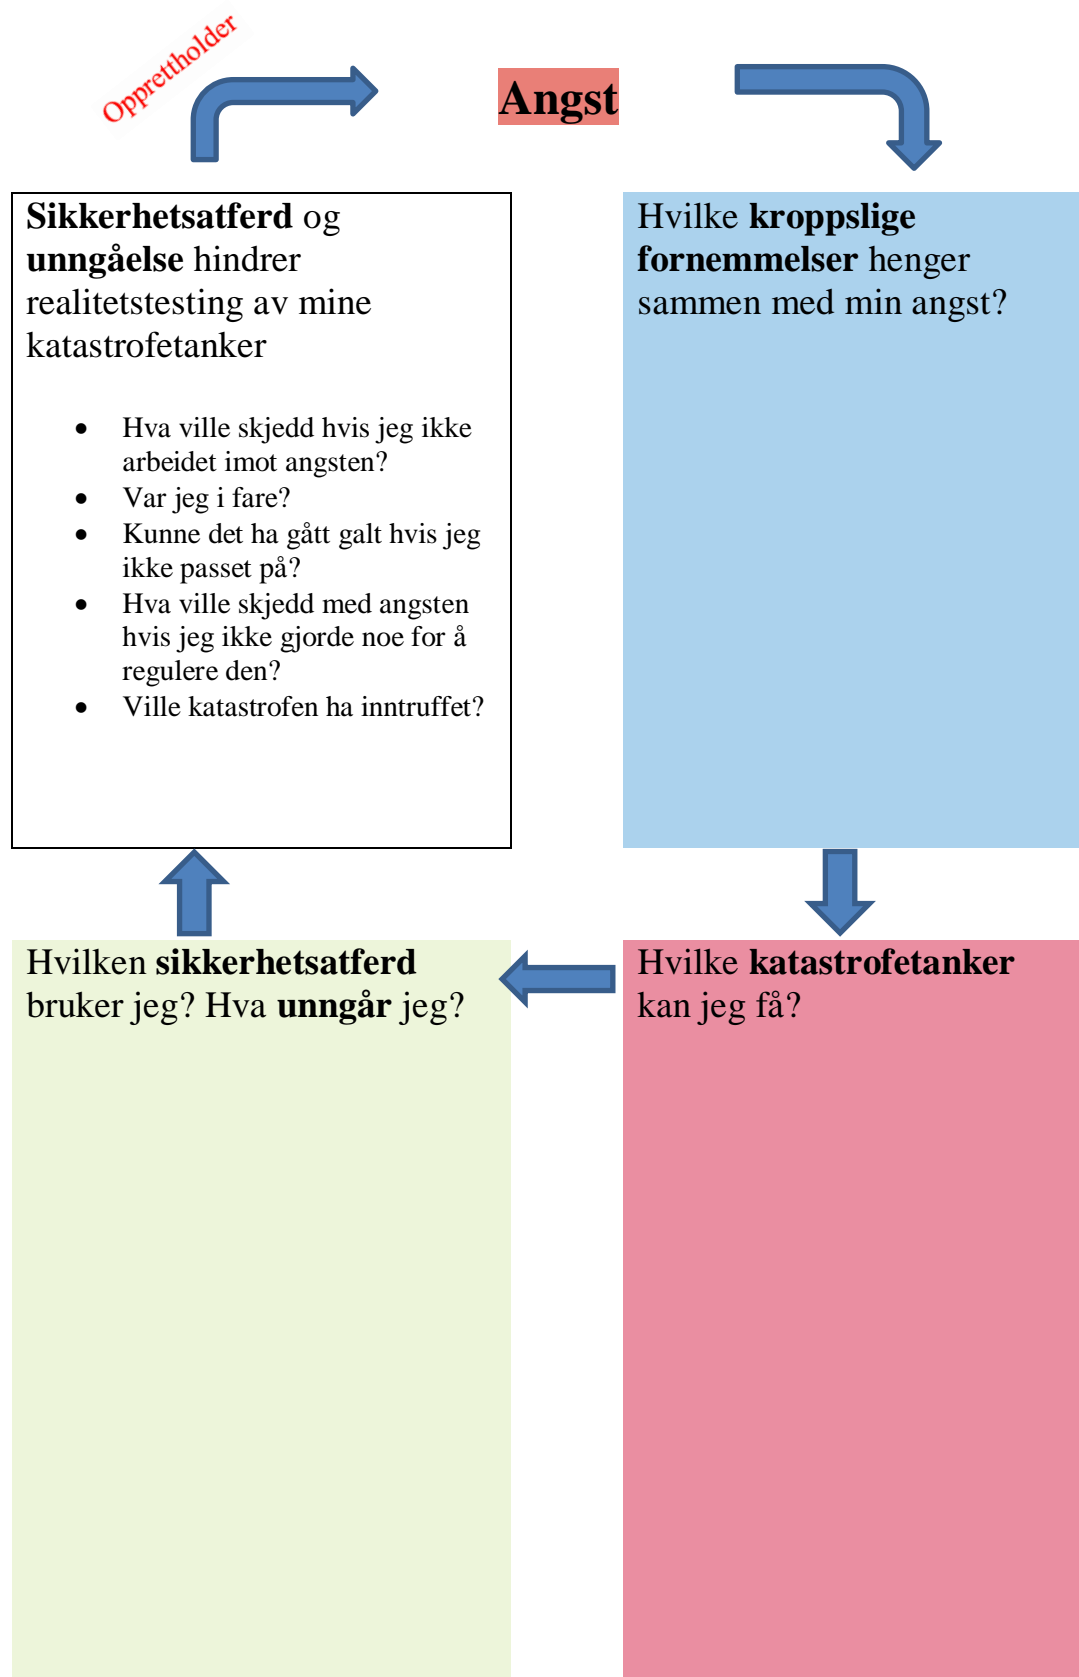 Opprettholder
Angst
Sikkerhetsatferd og
unngåelse hindrer
realitetstesting av mine
katastrofetanker
• Hva ville skjedd hvis jeg ikke
arbeidet imot angsten?
• Var jeg i fare?
• Kunne det ha gått galt hvis jeg
ikke passet på?
• Hva ville skjedd med angsten
hvis jeg ikke gjorde noe for å
regulere den?
• Ville katastrofen ha inntruffet?
Hvilke kroppslige
fornemmelser henger
sammen med min angst?
Hvilke katastrofetanker
kan jeg få?
Hvilken sikkerhetsatferd
bruker jeg? Hva unngår jeg?